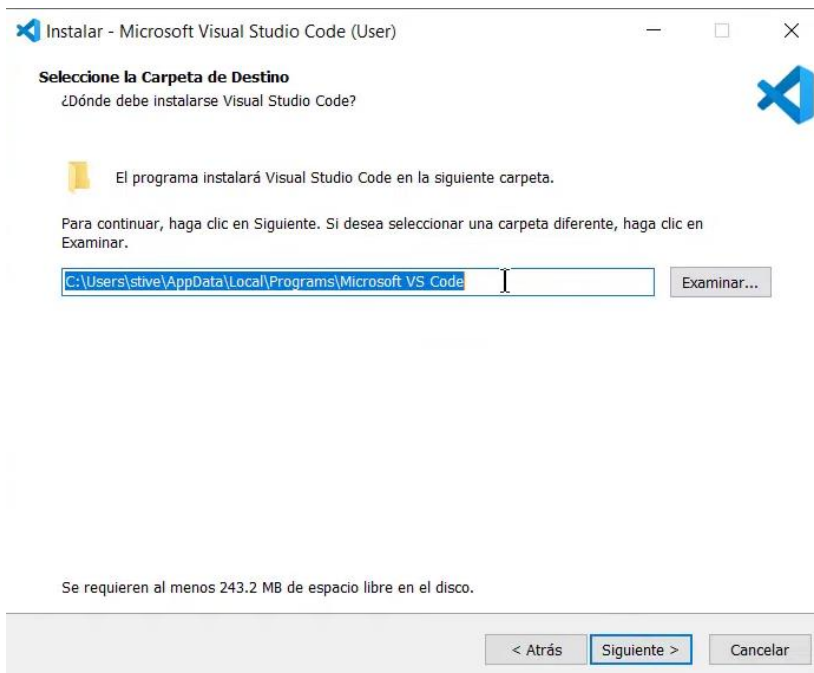 Instalar - Microsoft Visual Studio Code (User)
Seleccione la Carpeta de Destino
¿Dónde debe instalarse Visual Studio Code?
El programa instalará Visual Studio Code en la siguiente carpeta.
Para continuar, haga clic en Siguiente. Si desea seleccionar una carpeta diferente, haga clic en
Examinar.
C:\Users\stive\AppData\Local\Programs\Microsoft VS Code
Examinar...
Se requieren al menos 243.2 MB de espacio libre en el disco.
< Atrás
Siguiente >
Cancelar